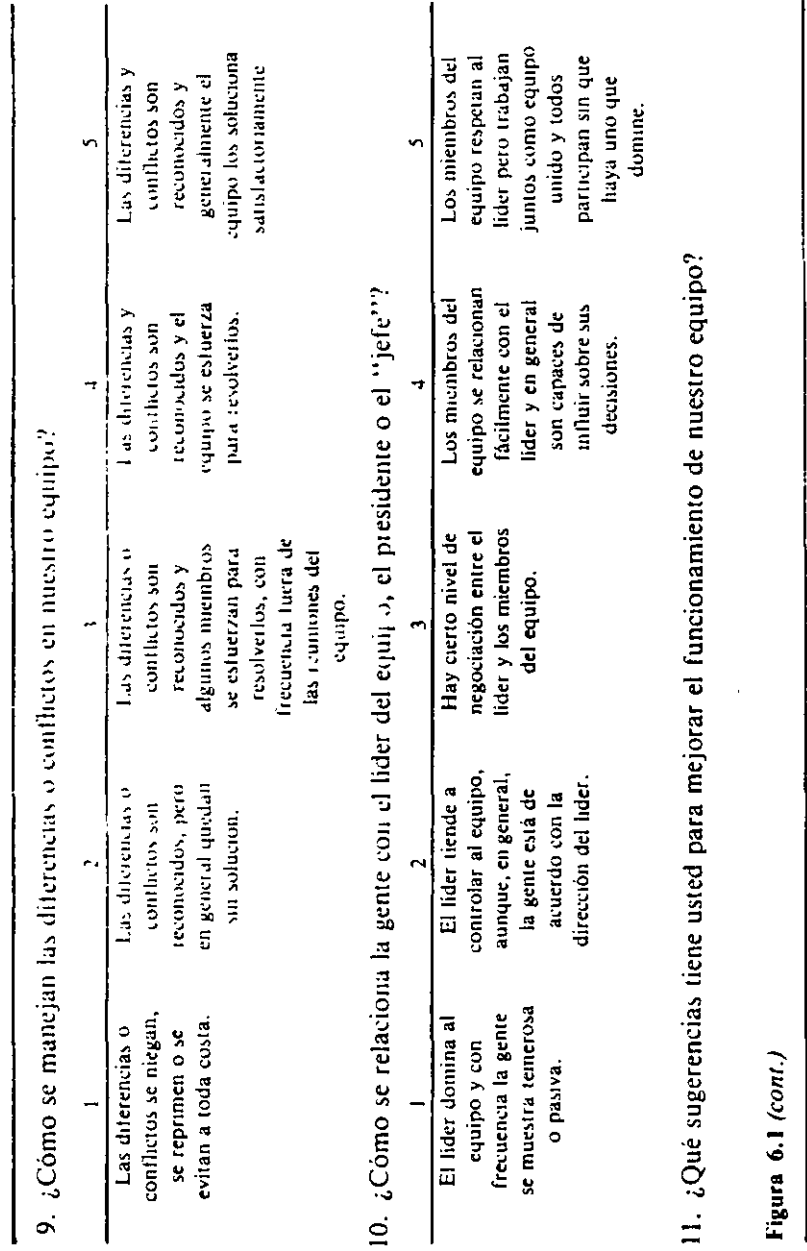 9. ¿Cómo se manejan las diferencias o conflictos en nuestro equipo?
1 2 3 4 5
Las diferencias o
conflictos se niegan,
se reprimen o se
evitan a toda costa.
Las diferencias o
conflictos son
reconocidos, pero
en general quedan
sin solución.
Las diferencias o
conflictos son
reconocidos y
algunos miembros
se esfuerzan para
resolverlos, con
frecuencia fuera de
las reuniones del
equipo.
Las diferencias y
conflictos son
reconocidos y el
equipo se esfuerza
para resolverlos.
Las diferencias y
conflictos son
reconocidos y
generalmente el
equipo los soluciona
satisfactoriamente
10. ¿Cómo se relaciona la gente con el líder del equipo, el presidente o el "jefe"?
1 2 3 4 5
El líder domina al
equipo y con
frecuencia la gente
se muestra temerosa
o pasiva.
El líder tiende a
controlar al equipo,
aunque, en general,
la gente está de
acuerdo con la
dirección del líder.
Hay cierto nivel de
negociación entre el
líder y los miembros
del equipo.
Los miembros del
equipo se relacionan
fácilmente con el
líder y en general
son capaces de
influir sobre sus
decisiones.
Los miembros del
equipo respetan al
líder pero trabajan
juntos como equipo
unido y todos
participan sin que
haya uno que
domine.
11. ¿Qué sugerencias tiene usted para mejorar el funcionamiento de nuestro equipo?
Figura 6.1 (cont.)